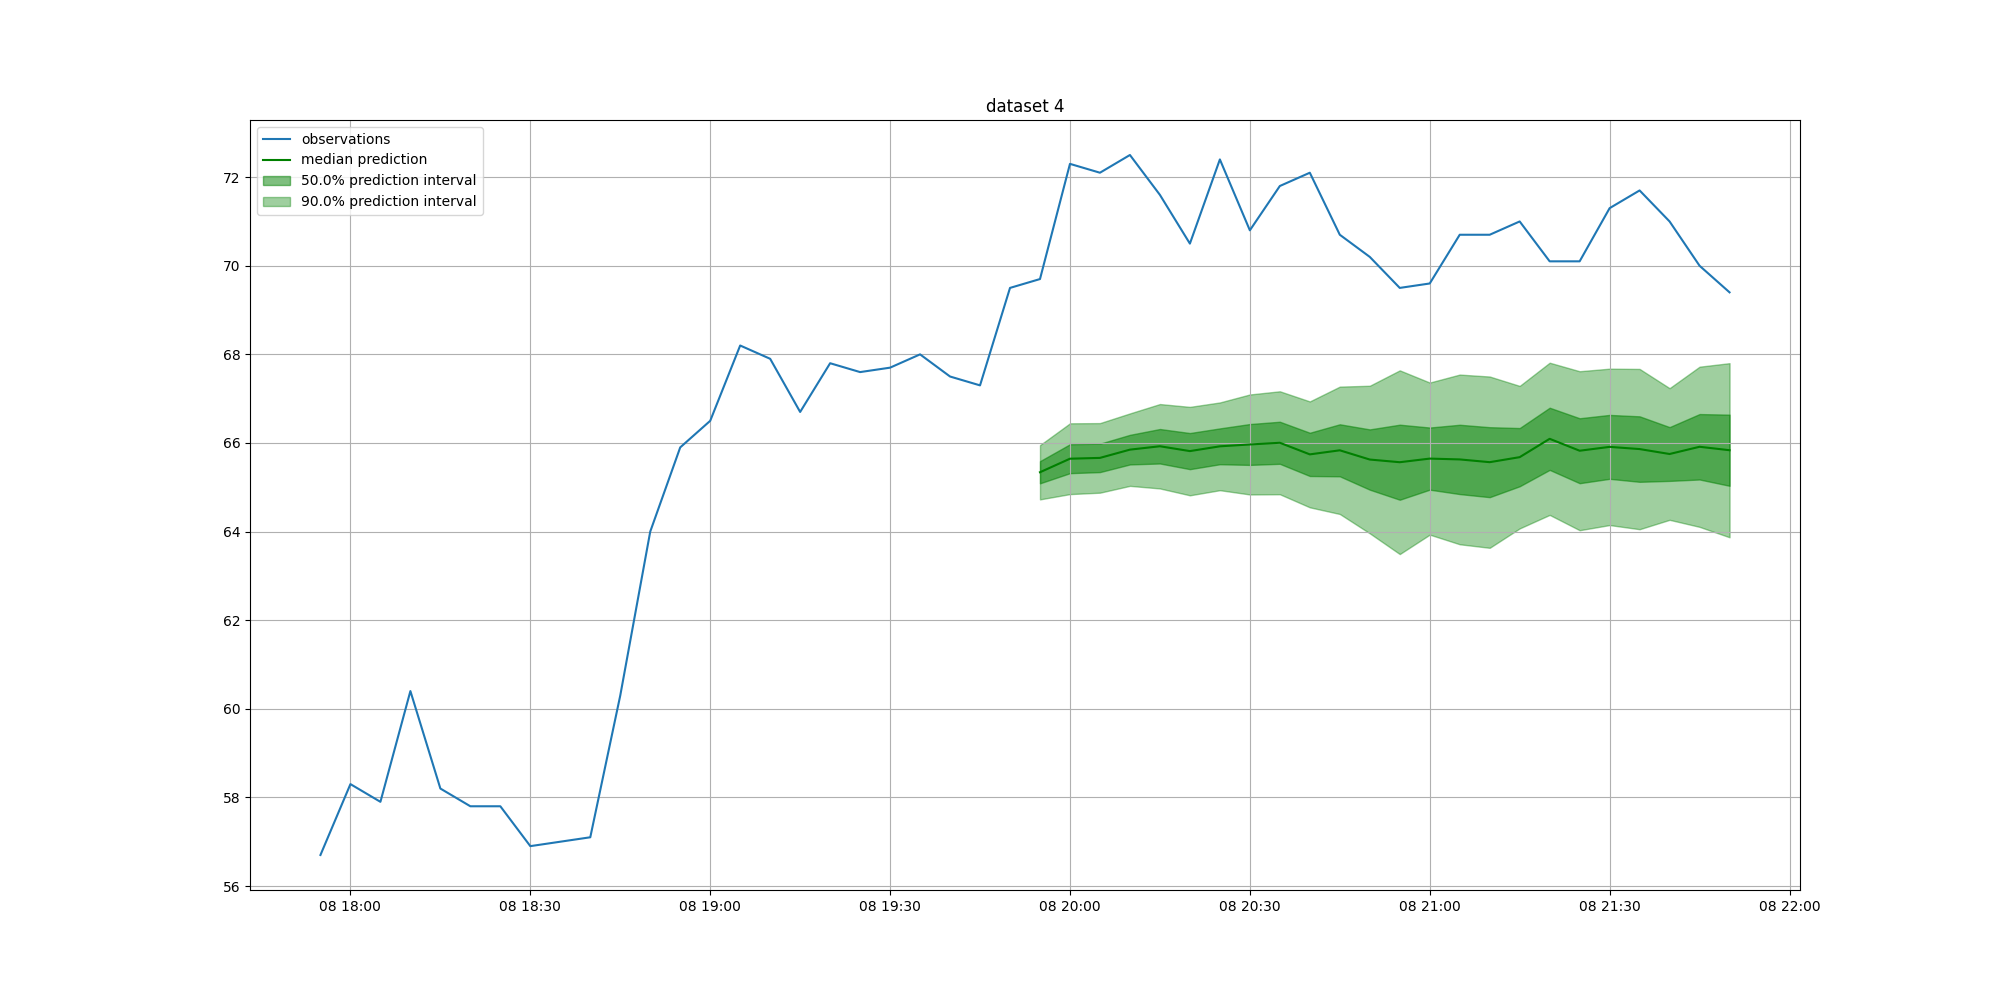 dataset 4
observations
median prediction
50.0% prediction interval
90.0% prediction interval
72
70
68
66
64
62
60
58
56
08 18:00 08 18:30 08 19:00 08 19:30 08 20:00 08 20:30 08 21:00 08 21:30 08 22:00